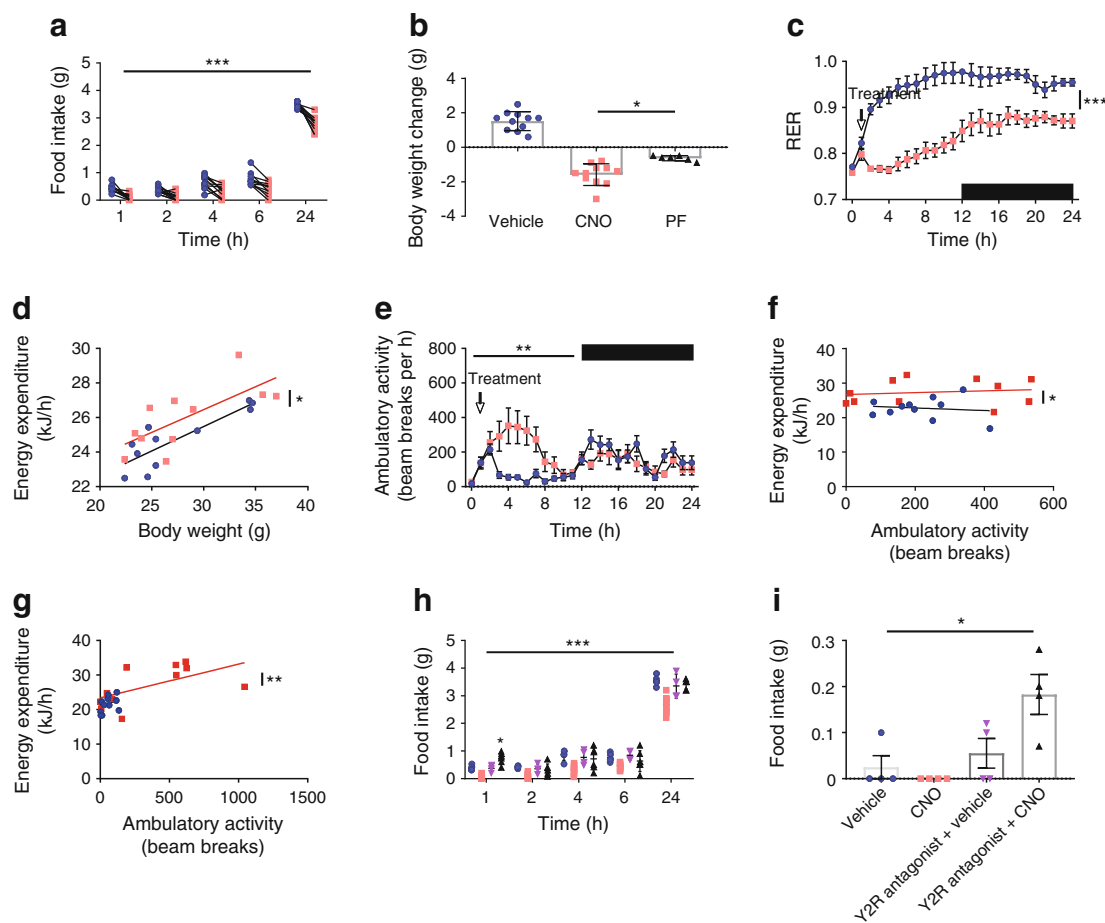 a
Food intake (g)
5
4
3
2
1
0
***
1 2 4 6 24
Time (h)
b
Body weight change (g)
4
2
0
-2
-4
*
Vehicle CNO PF
c
RER
1.0
0.9
0.8
0.7
Treatment
***
0 4 8 12 16 20 24
Time (h)
d
Energy expenditure
(kJ/h)
30
28
26
24
22
*
20 25 30 35 40
Body weight (g)
e
Ambulatory activity
(beam breaks per h)
800
600
400
200
0
**
Treatment
0 4 8 12 16 20 24
Time (h)
f
Energy expenditure
(kJ/h)
40
30
20
10
0
*
0 200 400 600
Ambulatory activity
(beam breaks)
g
Energy expenditure
(kJ/h)
40
30
20
10
0
**
0 500 1000 1500
Ambulatory activity
(beam breaks)
h
Food intake (g)
5
4
3
2
1
0
***
*
1 2 4 6 24
Time (h)
i
Food intake (g)
0.3
0.2
0.1
0
*
Vehicle
CNO
Y2R antagonist + vehicle
Y2R antagonist + CNO